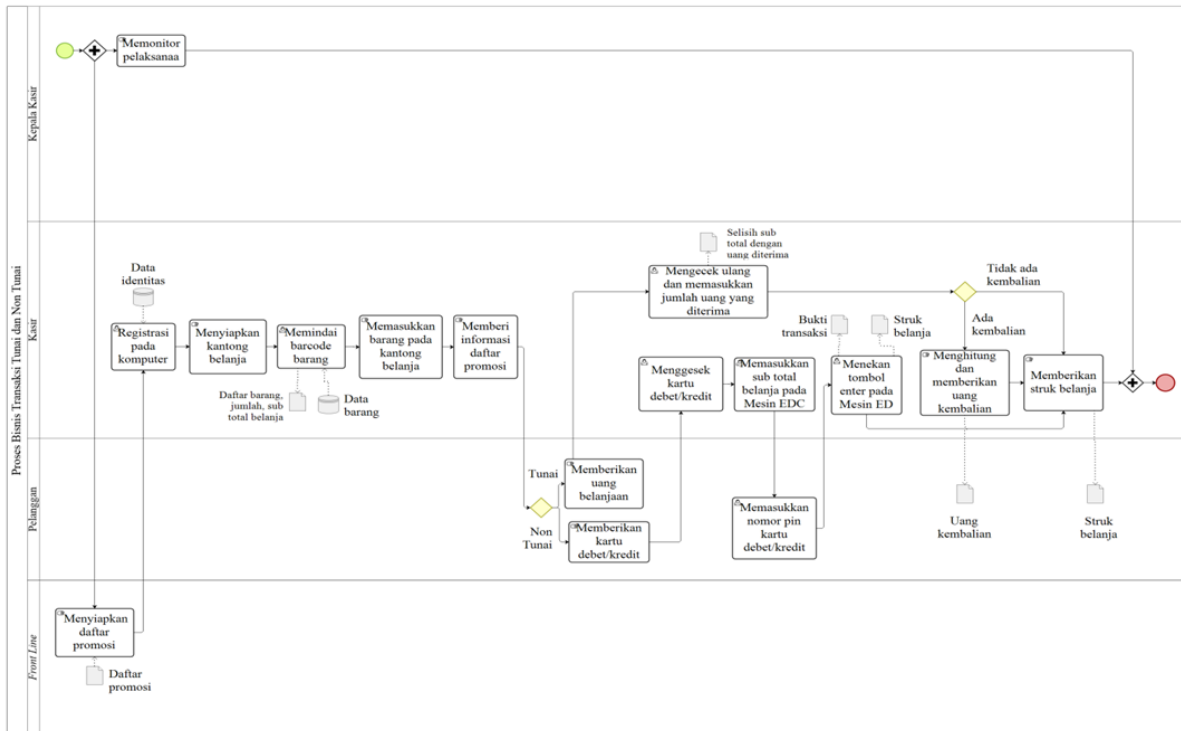 Proses Bisnis Transaksi Tunai dan Non Tunai
Kepala Kasir
Memonitor
pelaksanaa
Kasir
Data
identitas
Registrasi
pada
komputer
Menyiapkan
kantong
belanja
Memindai
barcode
barang
Daftar barang,
jumlah, sub
total belanja
Data
barang
Memasukkan
barang pada
kantong
belanja
Memberi
informasi
daftar
promosi
Selisih sub
total dengan
uang diterima
Mengecek ulang
dan memasukkan
jumlah uang yang
diterima
Menggesek
kartu
debet/kredit
Memasukkan
sub total
belanja pada
Mesin EDC
Bukti
transaksi
Struk
belanja
Menekan
tombol
enter pada
Mesin ED
Tidak ada
kembalian
Ada
kembalian
Menghitung
dan
memberikan
uang
kembalian
Memberikan
struk belanja
Pelanggan
Tunai
Non
Tunai
Memberikan
uang
belanjaan
Memberikan
kartu
debet/kredit
Memasukkan
nomor pin
kartu
debet/kredit
Uang
kembalian
Struk
belanja
Front Line
Menyiapkan
daftar
promosi
Daftar
promosi